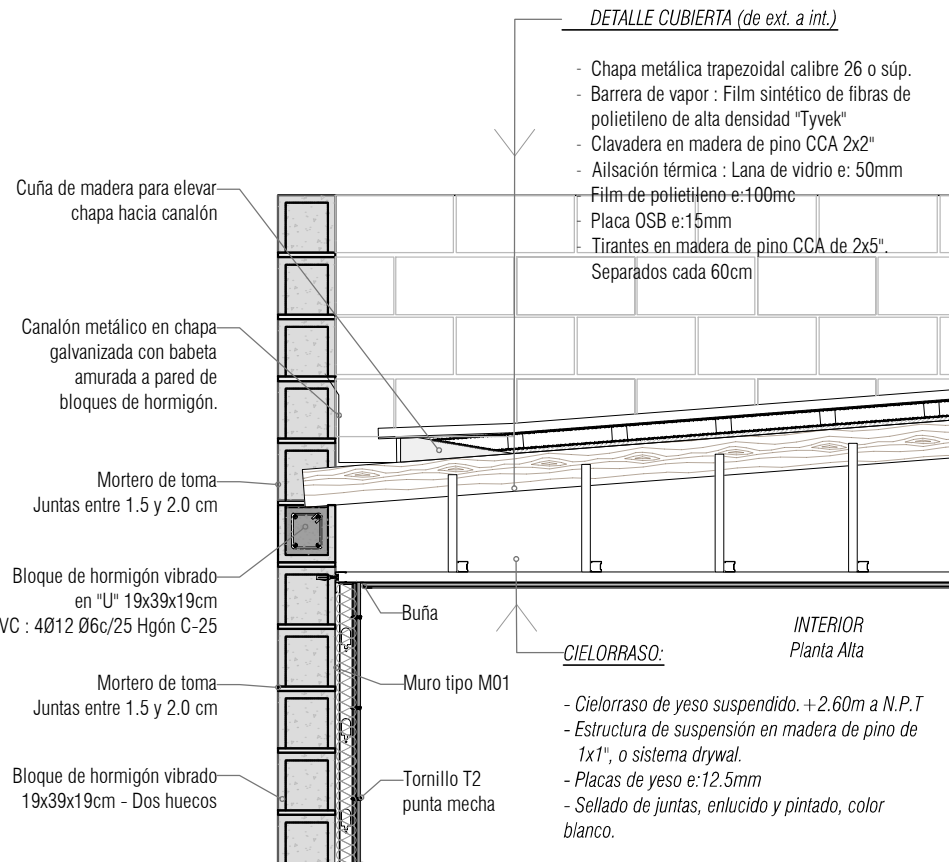 DETALLE CUBIERTA (de ext. a int.)
- Chapa metálica trapezoidal calibre 26 o súp.
- Barrera de vapor : Film sintético de fibras de
polietileno de alta densidad "Tyvek"
- Clavadera en madera de pino CCA 2x2"
- Ailsación térmica : Lana de vidrio e: 50mm
- Film de polietileno e:100mc
- Placa OSB e:15mm
- Tirantes en madera de pino CCA de 2x5".
Separados cada 60cm
Cuña de madera para elevar
chapa hacia canalón
Canalón metálico en chapa
galvanizada con babeta
amurada a pared de
bloques de hormigón.
Mortero de toma
Juntas entre 1.5 y 2.0 cm
Bloque de hormigón vibrado
en "U" 19x39x19cm
VC : 4Ø12 Ø6c/25 Hgón C-25
Mortero de toma
Juntas entre 1.5 y 2.0 cm
Bloque de hormigón vibrado
19x39x19cm - Dos huecos
Buña
Muro tipo M01
Tornillo T2
punta mecha
INTERIOR
Planta Alta
CIELORRASO:
- Cielorraso de yeso suspendido. +2.60m a N.P.T
- Estructura de suspensión en madera de pino de
1x1", o sistema drywal.
- Placas de yeso e:12.5mm
- Sellado de juntas, enlucido y pintado, color
blanco.